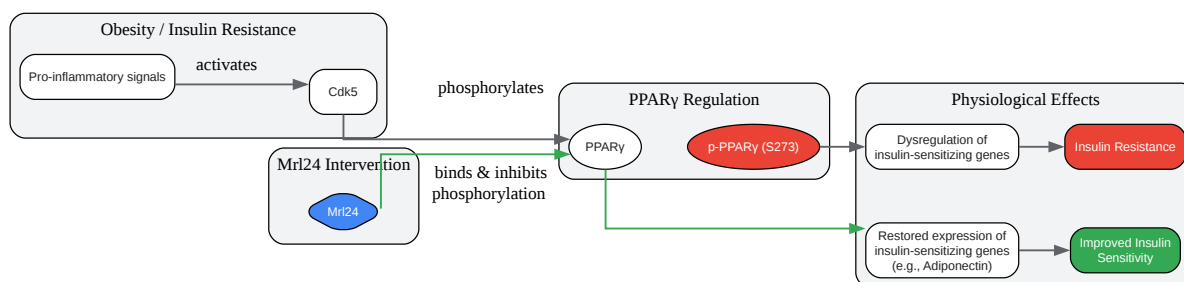 Obesity / Insulin Resistance
Pro-inflammatory signals
activates
Cdk5
phosphorylates
Mrl24 Intervention
Mrl24
binds & inhibits
phosphorylation
PPARγ Regulation
PPARγ
p-PPARγ (S273)
Physiological Effects
Dysregulation of
insulin-sensitizing genes
Insulin Resistance
Restored expression of
insulin-sensitizing genes
(e.g., Adiponectin)
Improved Insulin
Sensitivity